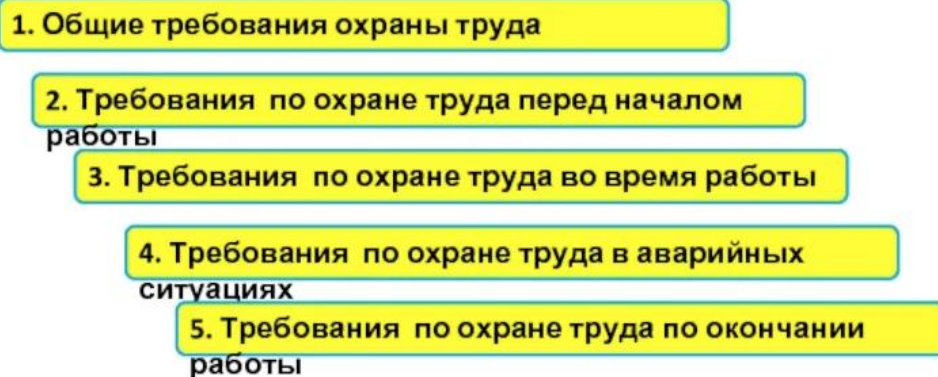 1. Общие требования охраны труда
2. Требования по охране труда перед началом
работы
3. Требования по охране труда во время работы
4. Требования по охране труда в аварийных
ситуациях
5. Требования по охране труда по окончании
работы